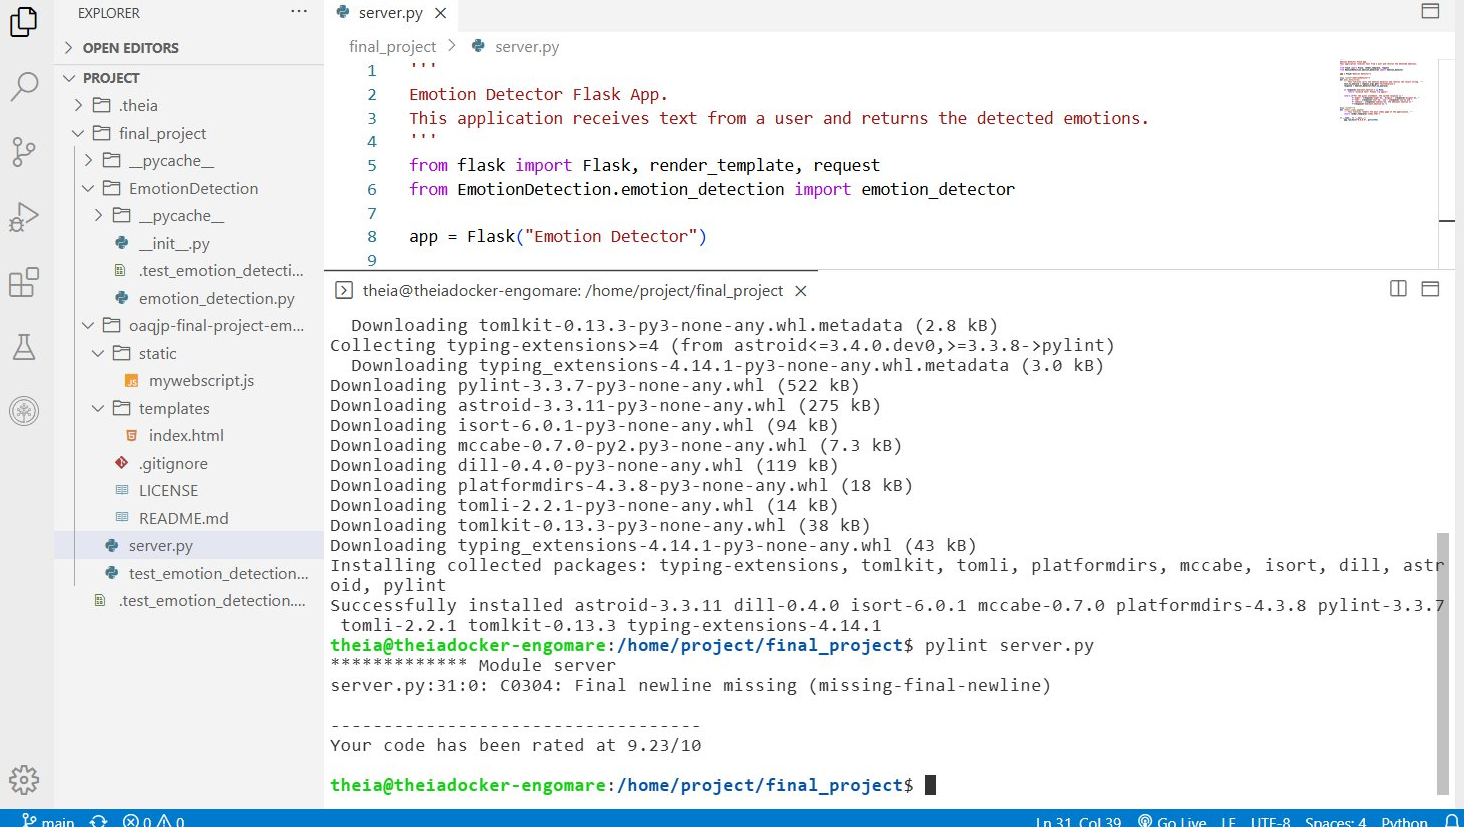 EXPLORER
···
OPEN EDITORS
PROJECT
.theia
final_project
__pycache__
EmotionDetection
__pycache__
__init__.py
.test_emotion_detecti...
emotion_detection.py
oaqjp-final-project-em...
static
mywebscript.js
templates
index.html
.gitignore
LICENSE
README.md
server.py
test_emotion_detection...
.test_emotion_detection....
server.py
final_project > server.py
1 '''
2 Emotion Detector Flask App.
3 This application receives text from a user and returns the detected emotions.
4 '''
5 from flask import Flask, render_template, request
6 from EmotionDetection.emotion_detection import emotion_detector
7
8 app = Flask("Emotion Detector")
9
theia@theiadocker-engomare: /home/project/final_project
Downloading tomlkit-0.13.3-py3-none-any.whl.metadata (2.8 kB)
Collecting typing-extensions>=4 (from astroid<=3.4.0.dev0,>=3.3.8->pylint)
Downloading typing_extensions-4.14.1-py3-none-any.whl.metadata (3.0 kB)
Downloading pylint-3.3.7-py3-none-any.whl (522 kB)
Downloading astroid-3.3.11-py3-none-any.whl (275 kB)
Downloading isort-6.0.1-py3-none-any.whl (94 kB)
Downloading mccabe-0.7.0-py2.py3-none-any.whl (7.3 kB)
Downloading dill-0.4.0-py3-none-any.whl (119 kB)
Downloading platformdirs-4.3.8-py3-none-any.whl (18 kB)
Downloading tomli-2.2.1-py3-none-any.whl (14 kB)
Downloading tomlkit-0.13.3-py3-none-any.whl (38 kB)
Downloading typing_extensions-4.14.1-py3-none-any.whl (43 kB)
Installing collected packages: typing-extensions, tomlkit, tomli, platformdirs, mccabe, isort, dill, astr
oid, pylint
Successfully installed astroid-3.3.11 dill-0.4.0 isort-6.0.1 mccabe-0.7.0 platformdirs-4.3.8 pylint-3.3.7
tomli-2.2.1 tomlkit-0.13.3 typing-extensions-4.14.1
theia@theiadocker-engomare:/home/project/final_project$ pylint server.py
************* Module server
server.py:31:0: C0304: Final newline missing (missing-final-newline)
-----------------------------------
Your code has been rated at 9.23/10
theia@theiadocker-engomare:/home/project/final_project$
main 0 0 Ln 31, Col 39 Go Live LF UTF-8 Spaces: 4 Python